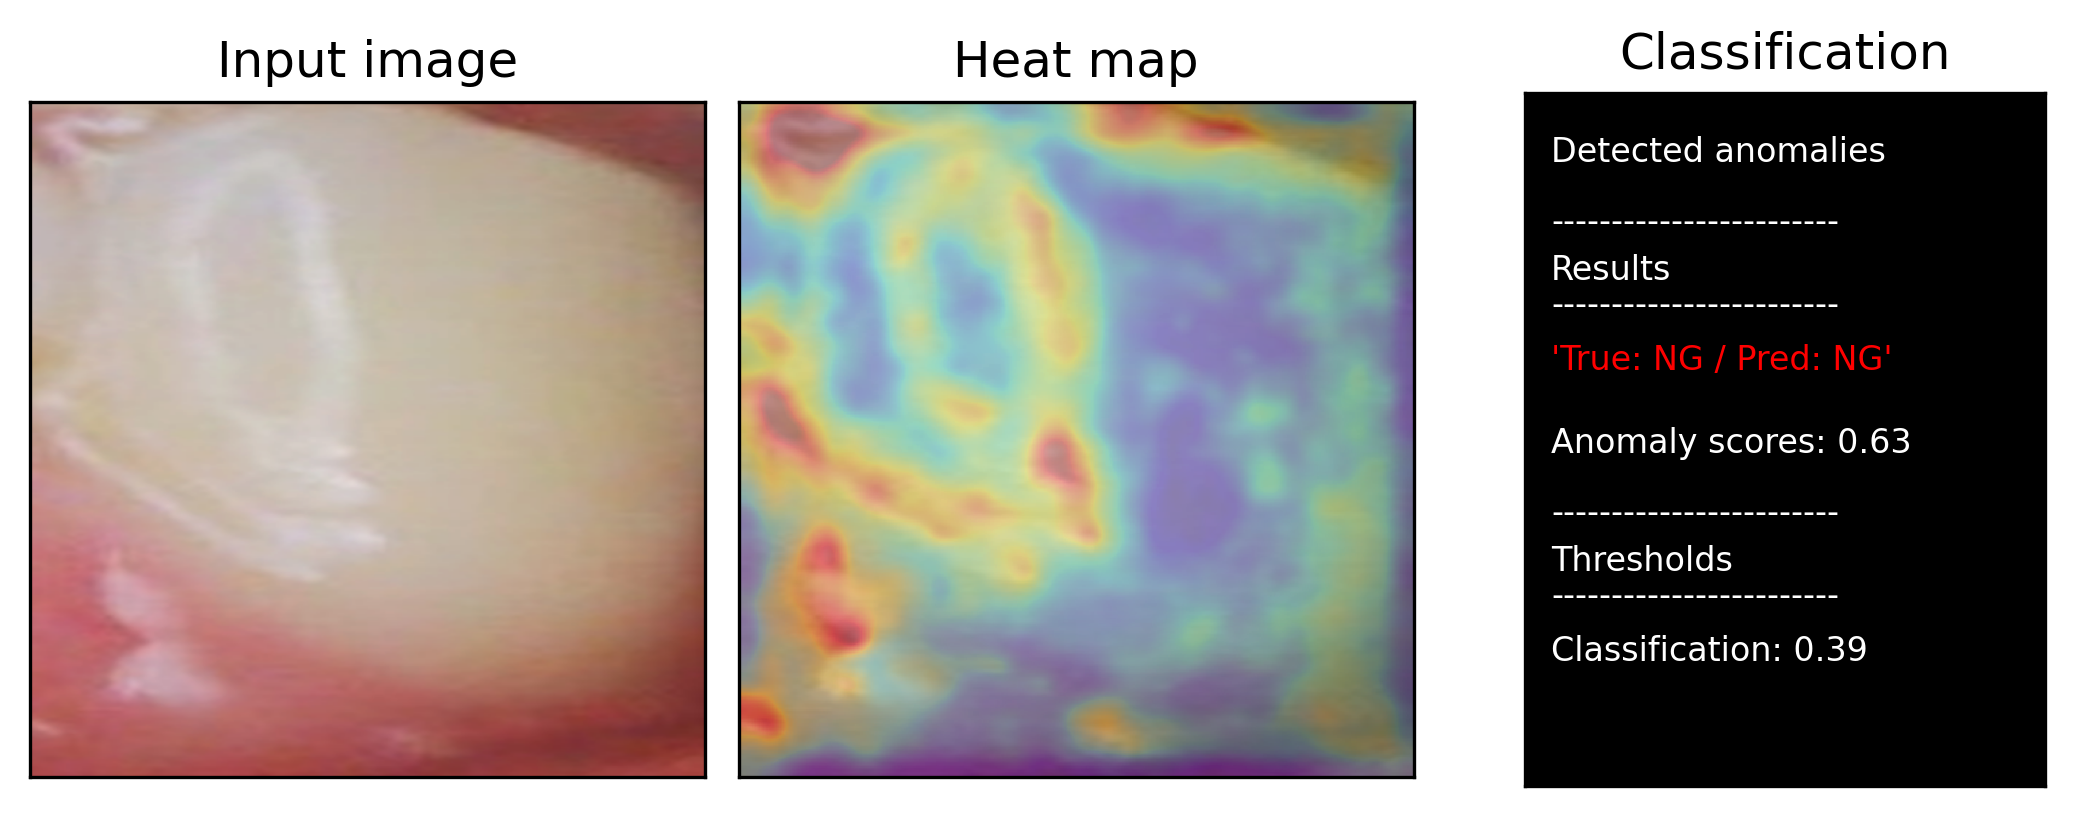 Input image
Heat map
Classification
Detected anomalies
------------------------
Results
------------------------
'True: NG / Pred: NG'
Anomaly scores: 0.63
------------------------
Thresholds
------------------------
Classification: 0.39